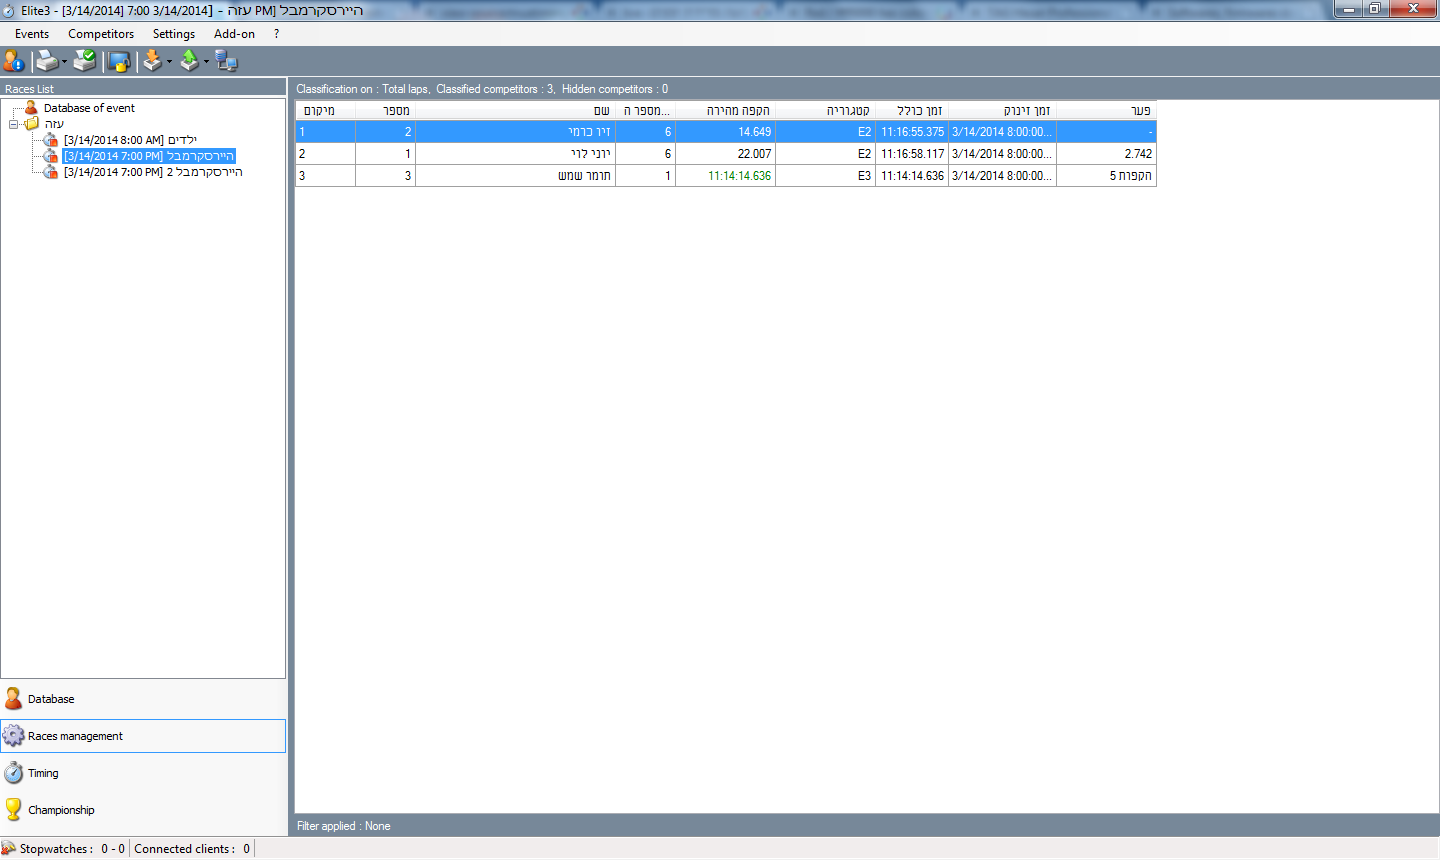 Elite3 - [3/14/2014] 7:00 3/14/2014] - עזה [PM היירסקרמבל
Events Competitors Settings Add-on ?
Races List
Database of event
עזה
[3/14/2014 8:00 AM] ילדים
[3/14/2014 7:00 PM] היירסקרמבל
[3/14/2014 7:00 PM] היירסקרמבל 2
Database
Races management
Timing
Championship
Classification on : Total laps, Classified competitors : 3, Hidden competitors : 0
מיקום מספר שם מספר ה... הקפה מהירה קטגוריה זמן כולל זמן זינוק פער
1 2 זיו כרמי 6 14.649 E2 11:16:55.375 3/14/2014 8:00:00... -
2 1 יוני לוי 6 22.007 E2 11:16:58.117 3/14/2014 8:00:00... 2.742
3 3 תומר שמש 1 11:14:14.636 E3 11:14:14.636 3/14/2014 8:00:00... 5 הקפות
Filter applied : None
Stopwatches : 0 - 0 Connected clients : 0